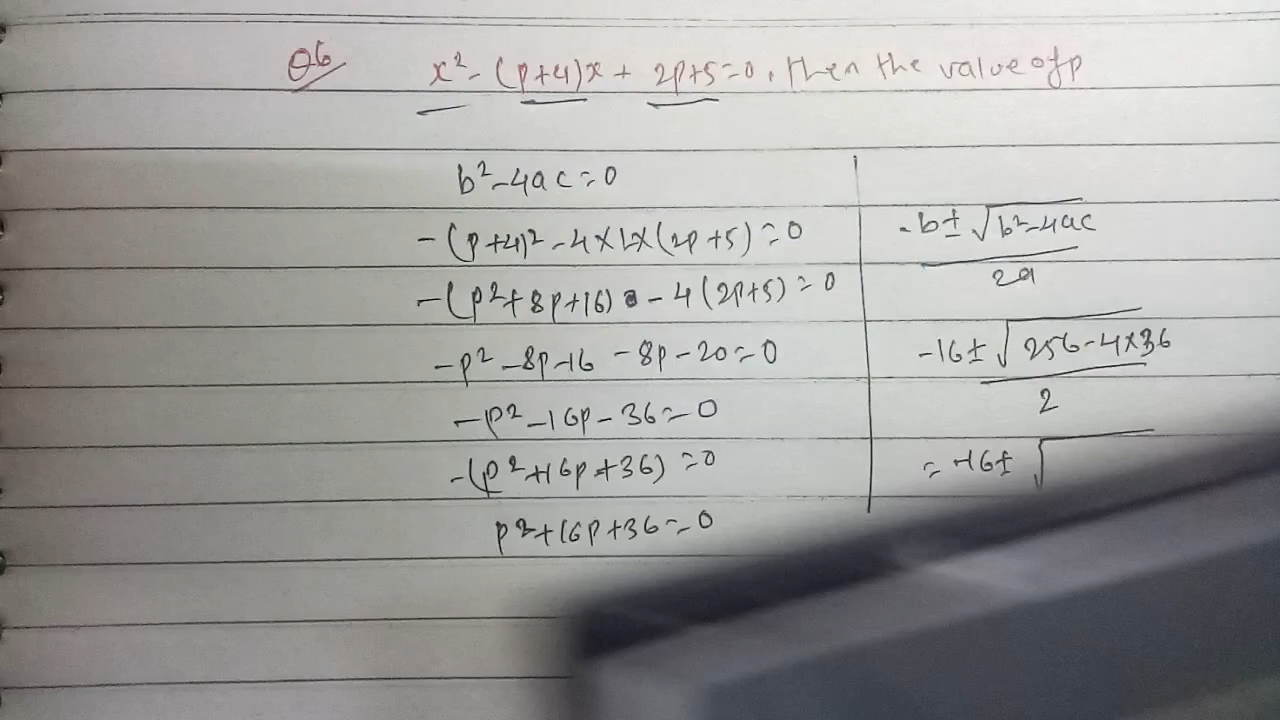 Q6 x² - (p+4)x + 2p+5=0, then the value of p
b²-4ac=0
-(p+4)² - 4×1×(2p+5)=0
-(p²+8p+16) - 4(2p+5)=0
-p²-8p-16 -8p-20=0
-p²-16p-36=0
-(p²+16p+36)=0
p²+16p+36=0
-b±√b²-4ac
2a
-16±√256-4×36
2
= -16±√